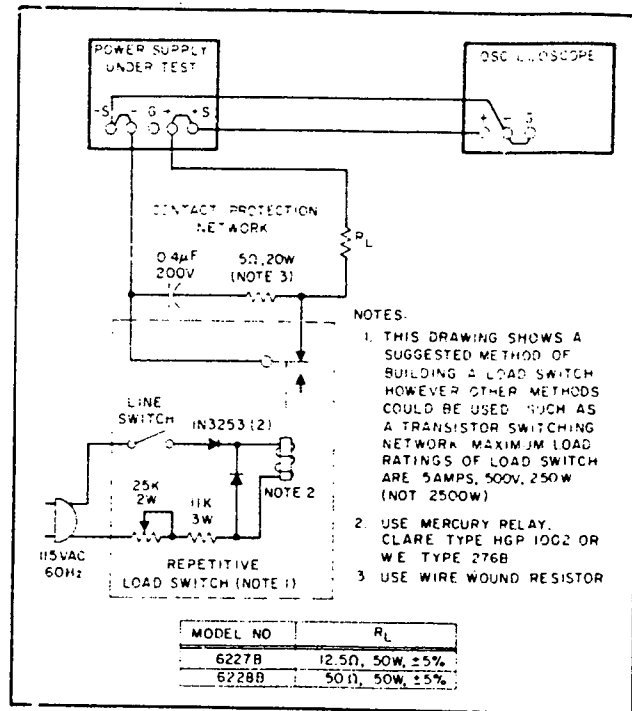 POWER SUPPLY
UNDER TEST
-S - G + +S
OSCILLOSCOPE
+ - G
CONTACT PROTECTION
NETWORK
0.4µF
200V
5Ω,20W
(NOTE 3)
RL
LINE
SWITCH
IN3253 (2)
NOTE 2
25K
2W
11K
3W
115VAC
60Hz
REPETITIVE
LOAD SWITCH (NOTE 1)
NOTES.
1. THIS DRAWING SHOWS A
SUGGESTED METHOD OF
BUILDING A LOAD SWITCH
HOWEVER OTHER METHODS
COULD BE USED SUCH AS
A TRANSISTOR SWITCHING
NETWORK. MAXIMUM LOAD
RATINGS OF LOAD SWITCH
ARE 5AMPS, 500V, 250W
(NOT 2500W)
2. USE MERCURY RELAY,
CLARE TYPE HGP 1002 OR
W E TYPE 276B
3 USE WIRE WOUND RESISTOR
MODEL NO RL
6227B 12.5Ω, 50W, ±5%
6228B 50Ω, 50W, ±5%